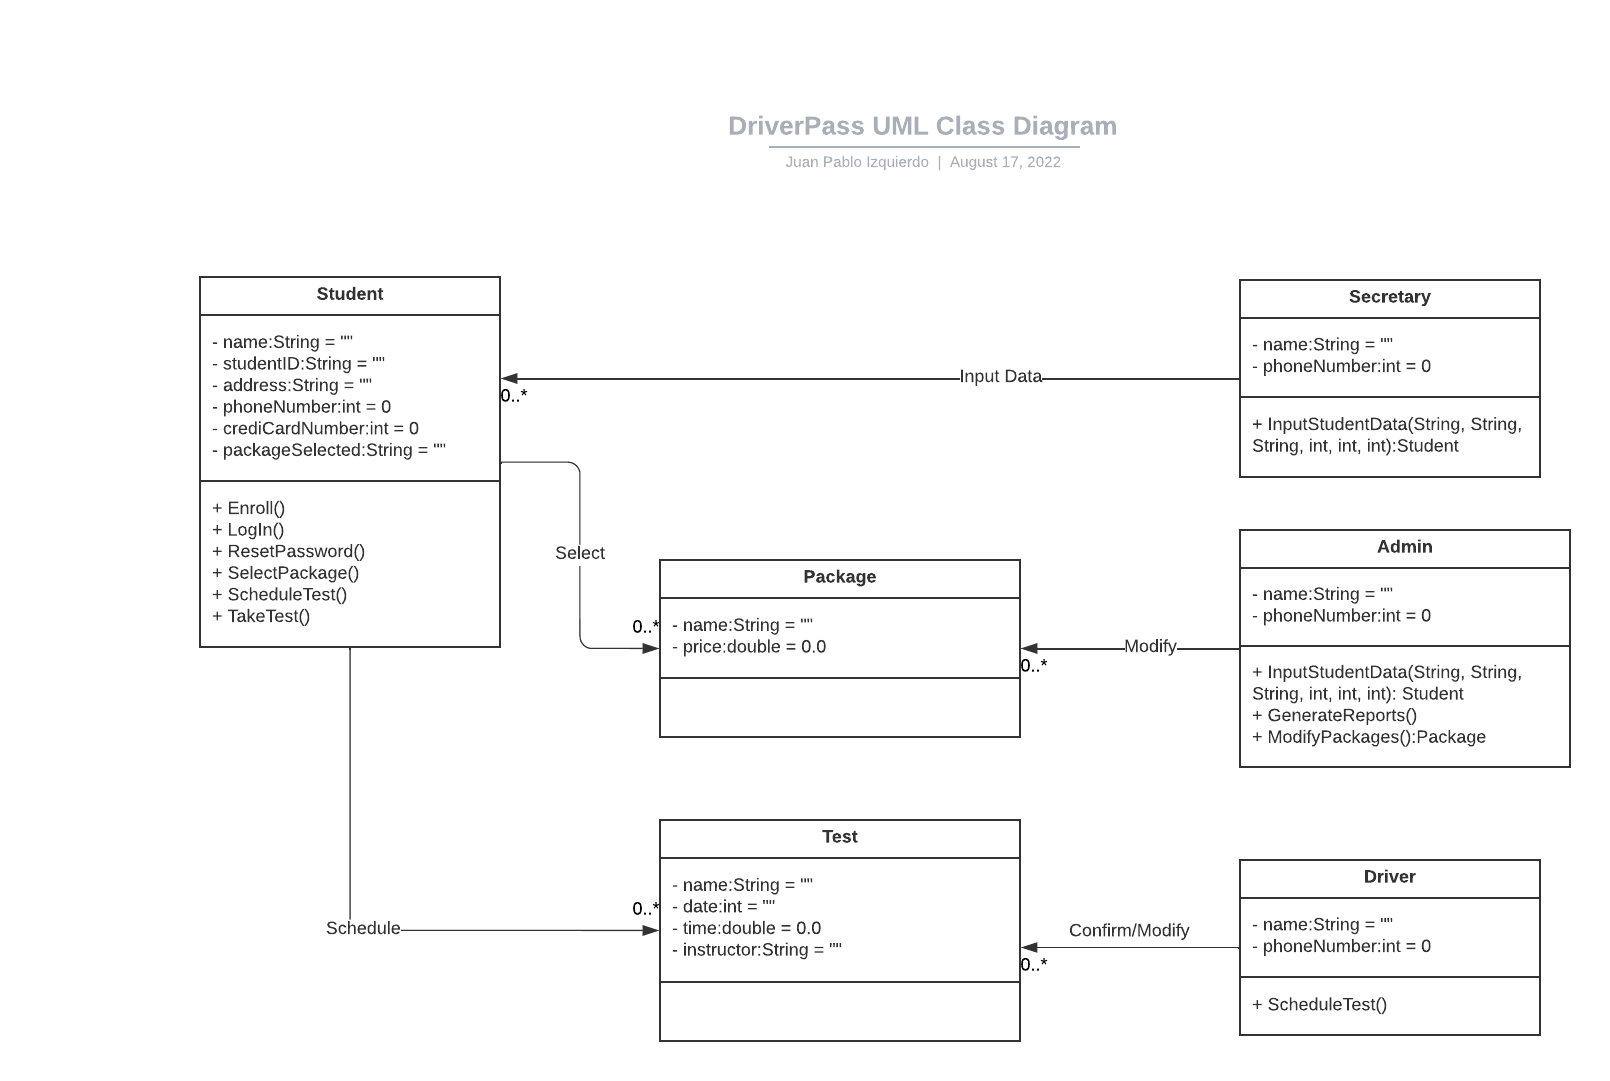 DriverPass UML Class Diagram
Juan Pablo Izquierdo | August 17, 2022
Student
- name:String = ""
- studentID:String = ""
- address:String = ""
- phoneNumber:int = 0
- crediCardNumber:int = 0
- packageSelected:String = ""
+ Enroll()
+ LogIn()
+ ResetPassword()
+ SelectPackage()
+ ScheduleTest()
+ TakeTest()
0..*
Input Data
Secretary
- name:String = ""
- phoneNumber:int = 0
+ InputStudentData(String, String,
String, int, int, int):Student
Select
0..*
Package
- name:String = ""
- price:double = 0.0
0..*
Modify
Admin
- name:String = ""
- phoneNumber:int = 0
+ InputStudentData(String, String,
String, int, int, int): Student
+ GenerateReports()
+ ModifyPackages():Package
Schedule
0..*
Test
- name:String = ""
- date:int = ""
- time:double = 0.0
- instructor:String = ""
0..*
Confirm/Modify
Driver
- name:String = ""
- phoneNumber:int = 0
+ ScheduleTest()